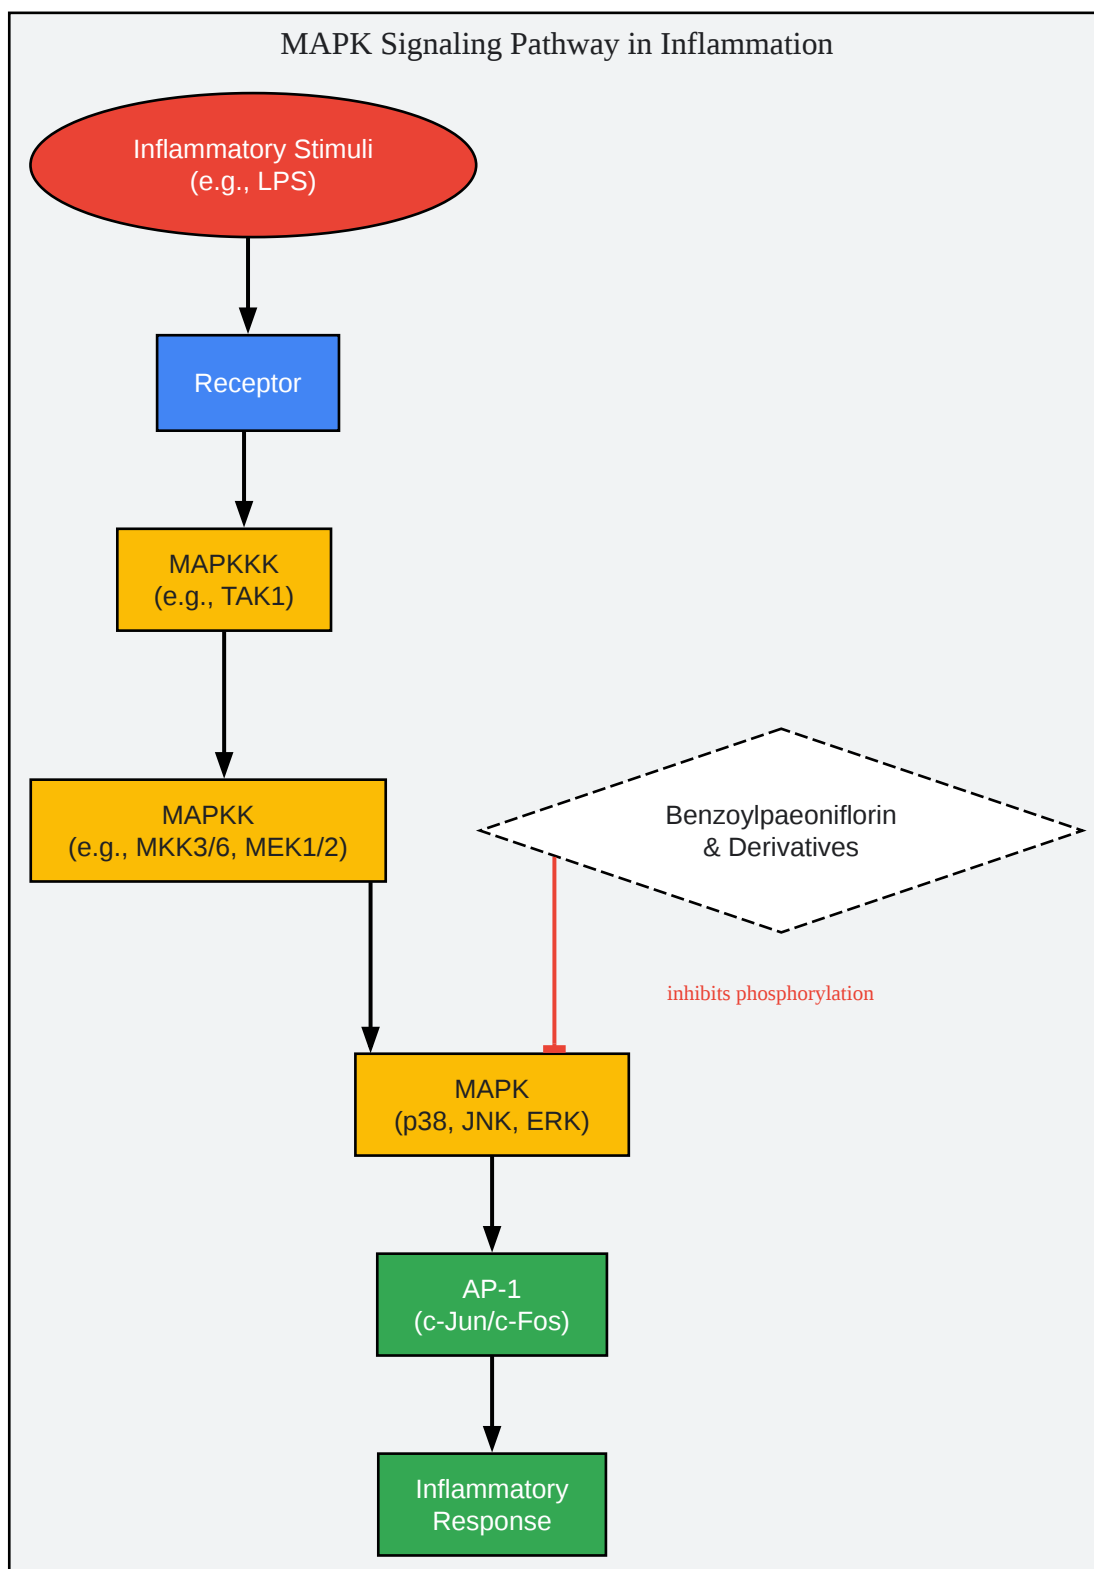 MAPK Signaling Pathway in Inflammation
Inflammatory Stimuli
(e.g., LPS)
Receptor
MAPKKK
(e.g., TAK1)
MAPKK
(e.g., MKK3/6, MEK1/2)
Benzoylpaeoniflorin
& Derivatives
inhibits phosphorylation
MAPK
(p38, JNK, ERK)
AP-1
(c-Jun/c-Fos)
Inflammatory
Response